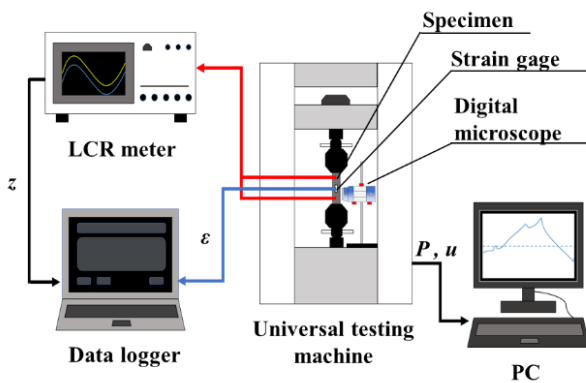 Specimen
Strain gage
Digital
microscope
LCR meter
z
ε
P , u
Data logger
Universal testing
machine
PC